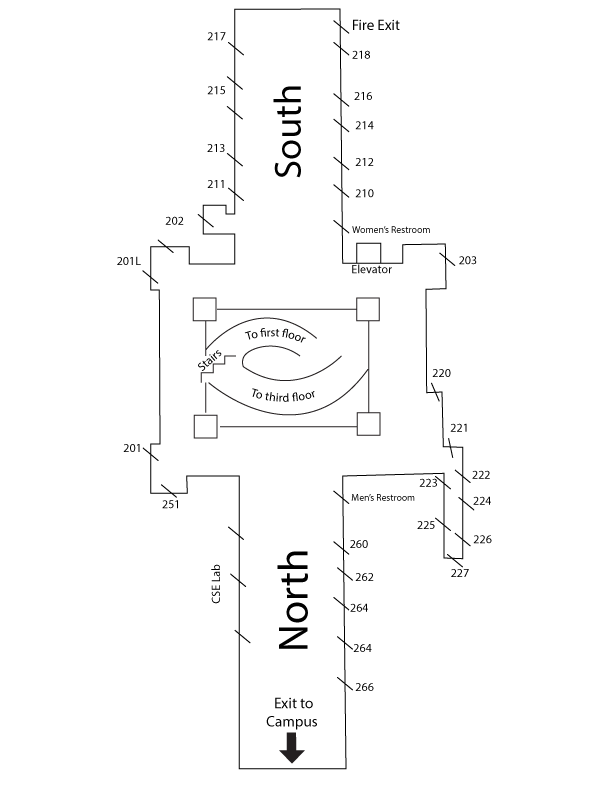 Fire Exit
217
218
215
216
South
214
213
212
211
210
202
Women's Restroom
201L
203
Elevator
To first floor
Stairs
220
To third floor
221
201
222
223
251
Men's Restroom
224
225
226
260
227
CSE Lab
262
North
264
264
266
Exit to
Campus